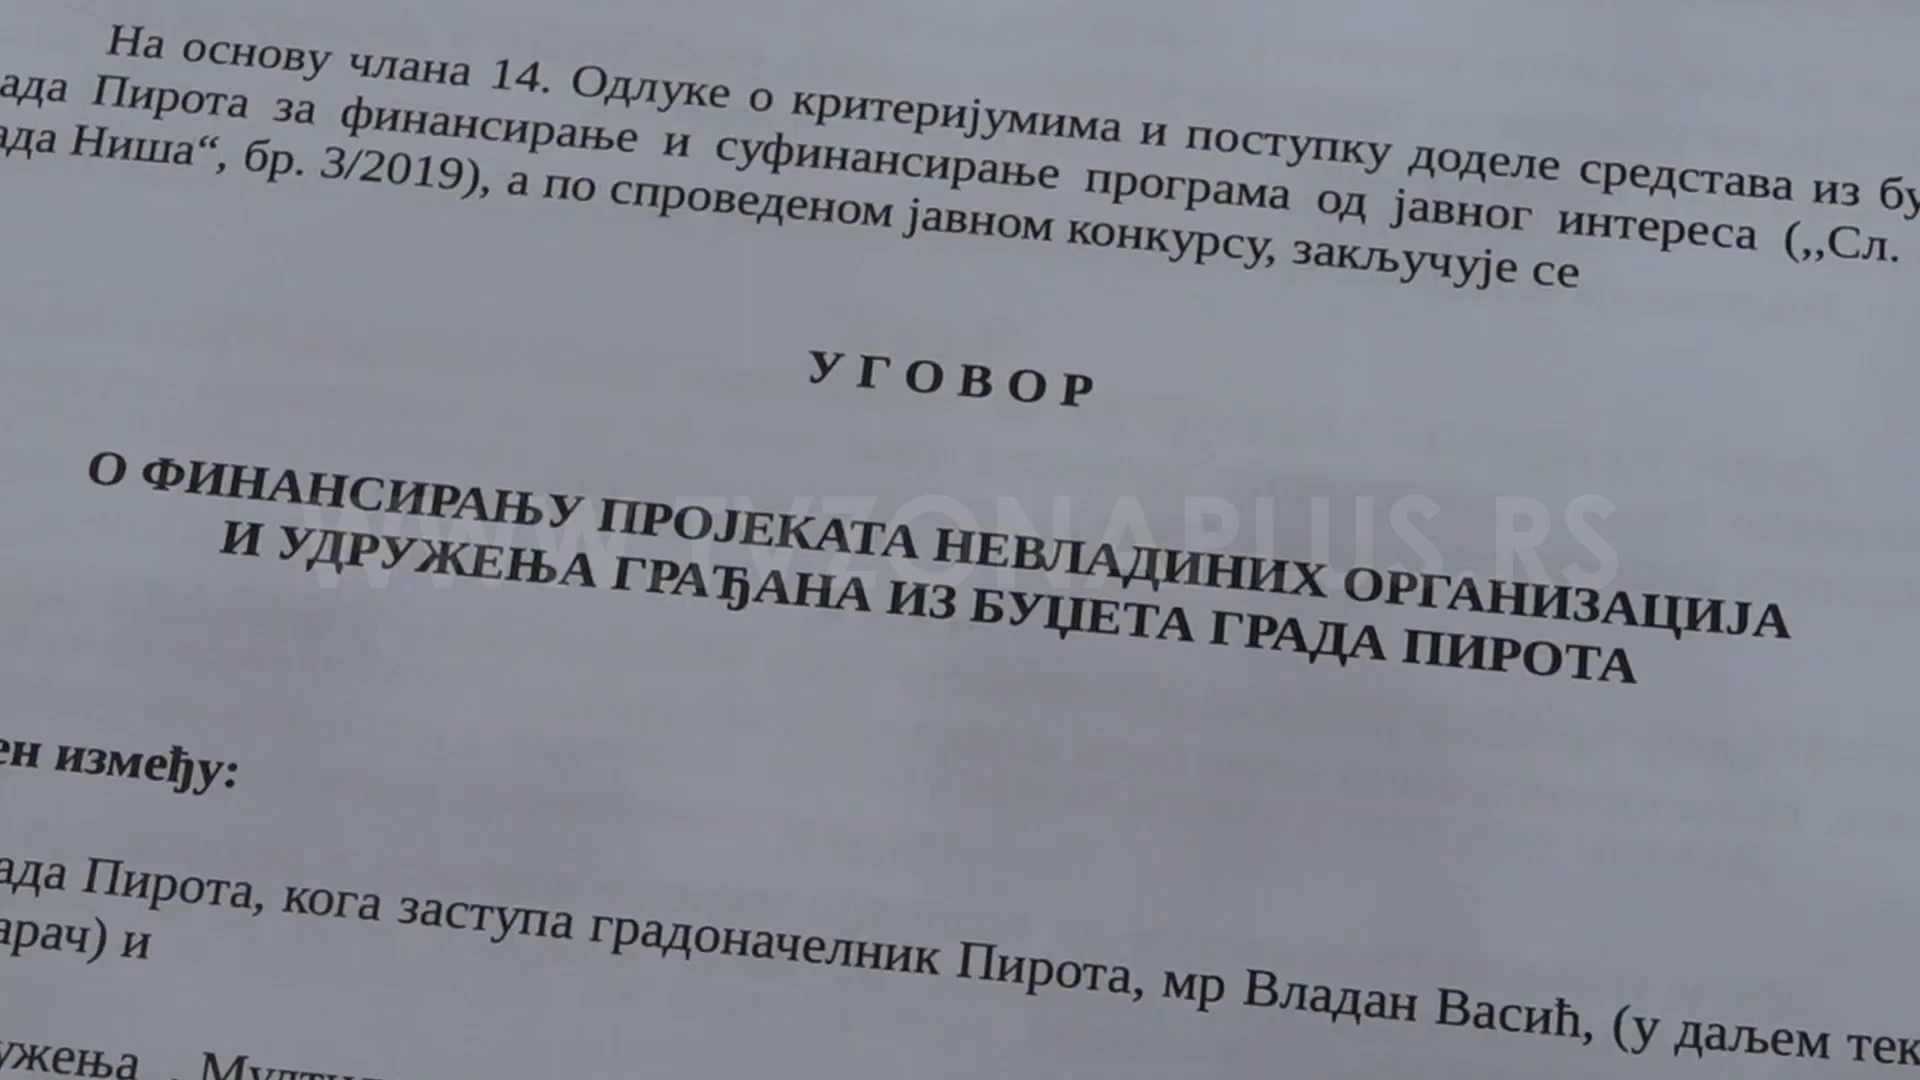 На основу члана 14. Одлуке о критеријумима и поступку доделе средстава из бу
ада Пирота за финансирање и суфинансирање програма од јавног интереса (,,Сл.
ада Ниша“, бр. 3/2019), а по спроведеном јавном конкурсу, закључује се
У Г О В О Р
О ФИНАНСИРАЊУ ПРОЈЕКАТА НЕВЛАДИНИХ ОРГАНИЗАЦИЈА
И УДРУЖЕЊА ГРАЂАНА ИЗ БУЏЕТА ГРАДА ПИРОТА
WWW.TVZONAPLUS.RS
ен између:
ада Пирота, кога заступа градоначелник Пирота, мр Владан Васић, (у даљем тек
арач) и
ужења